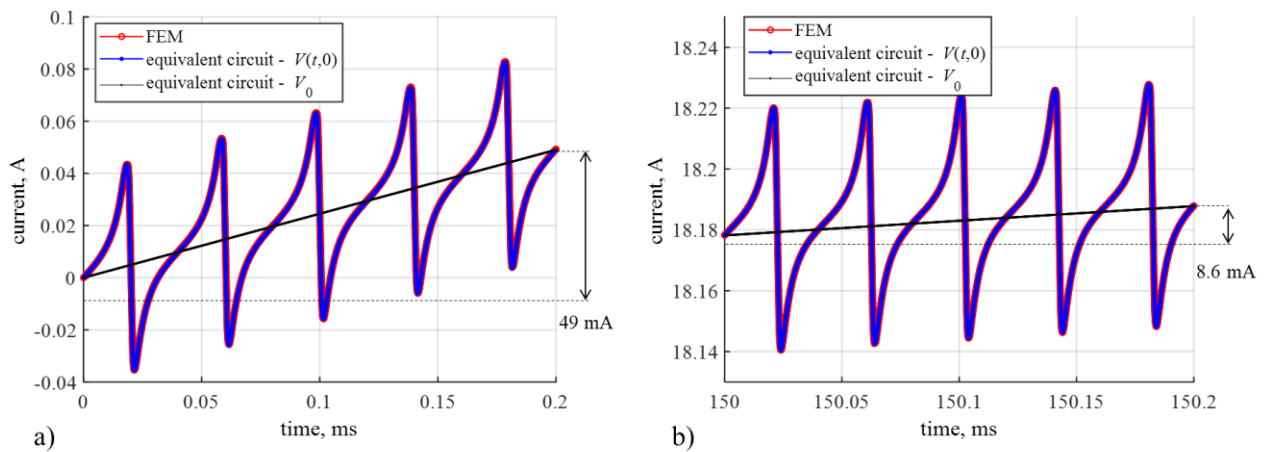 0.1
0.08
0.06
0.04
0.02
0
-0.02
-0.04
current, A
FEM
equivalent circuit - V(t,0)
equivalent circuit - V0
49 mA
0
0.05
0.1
0.15
0.2
time, ms
a)
18.24
18.22
18.2
18.18
18.16
18.14
current, A
FEM
equivalent circuit - V(t,0)
equivalent circuit - V0
8.6 mA
150
150.05
150.1
150.15
150.2
time, ms
b)